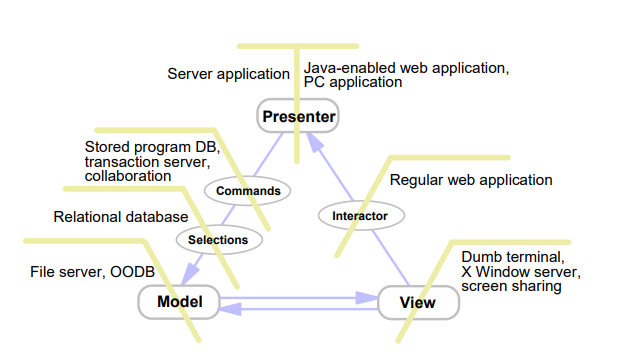 Server application
Java-enabled web application,
PC application
Presenter
Stored program DB,
transaction server,
collaboration
Commands
Regular web application
Relational database
Interactor
Selections
File server, OODB
Dumb terminal,
X Window server,
screen sharing
Model
View